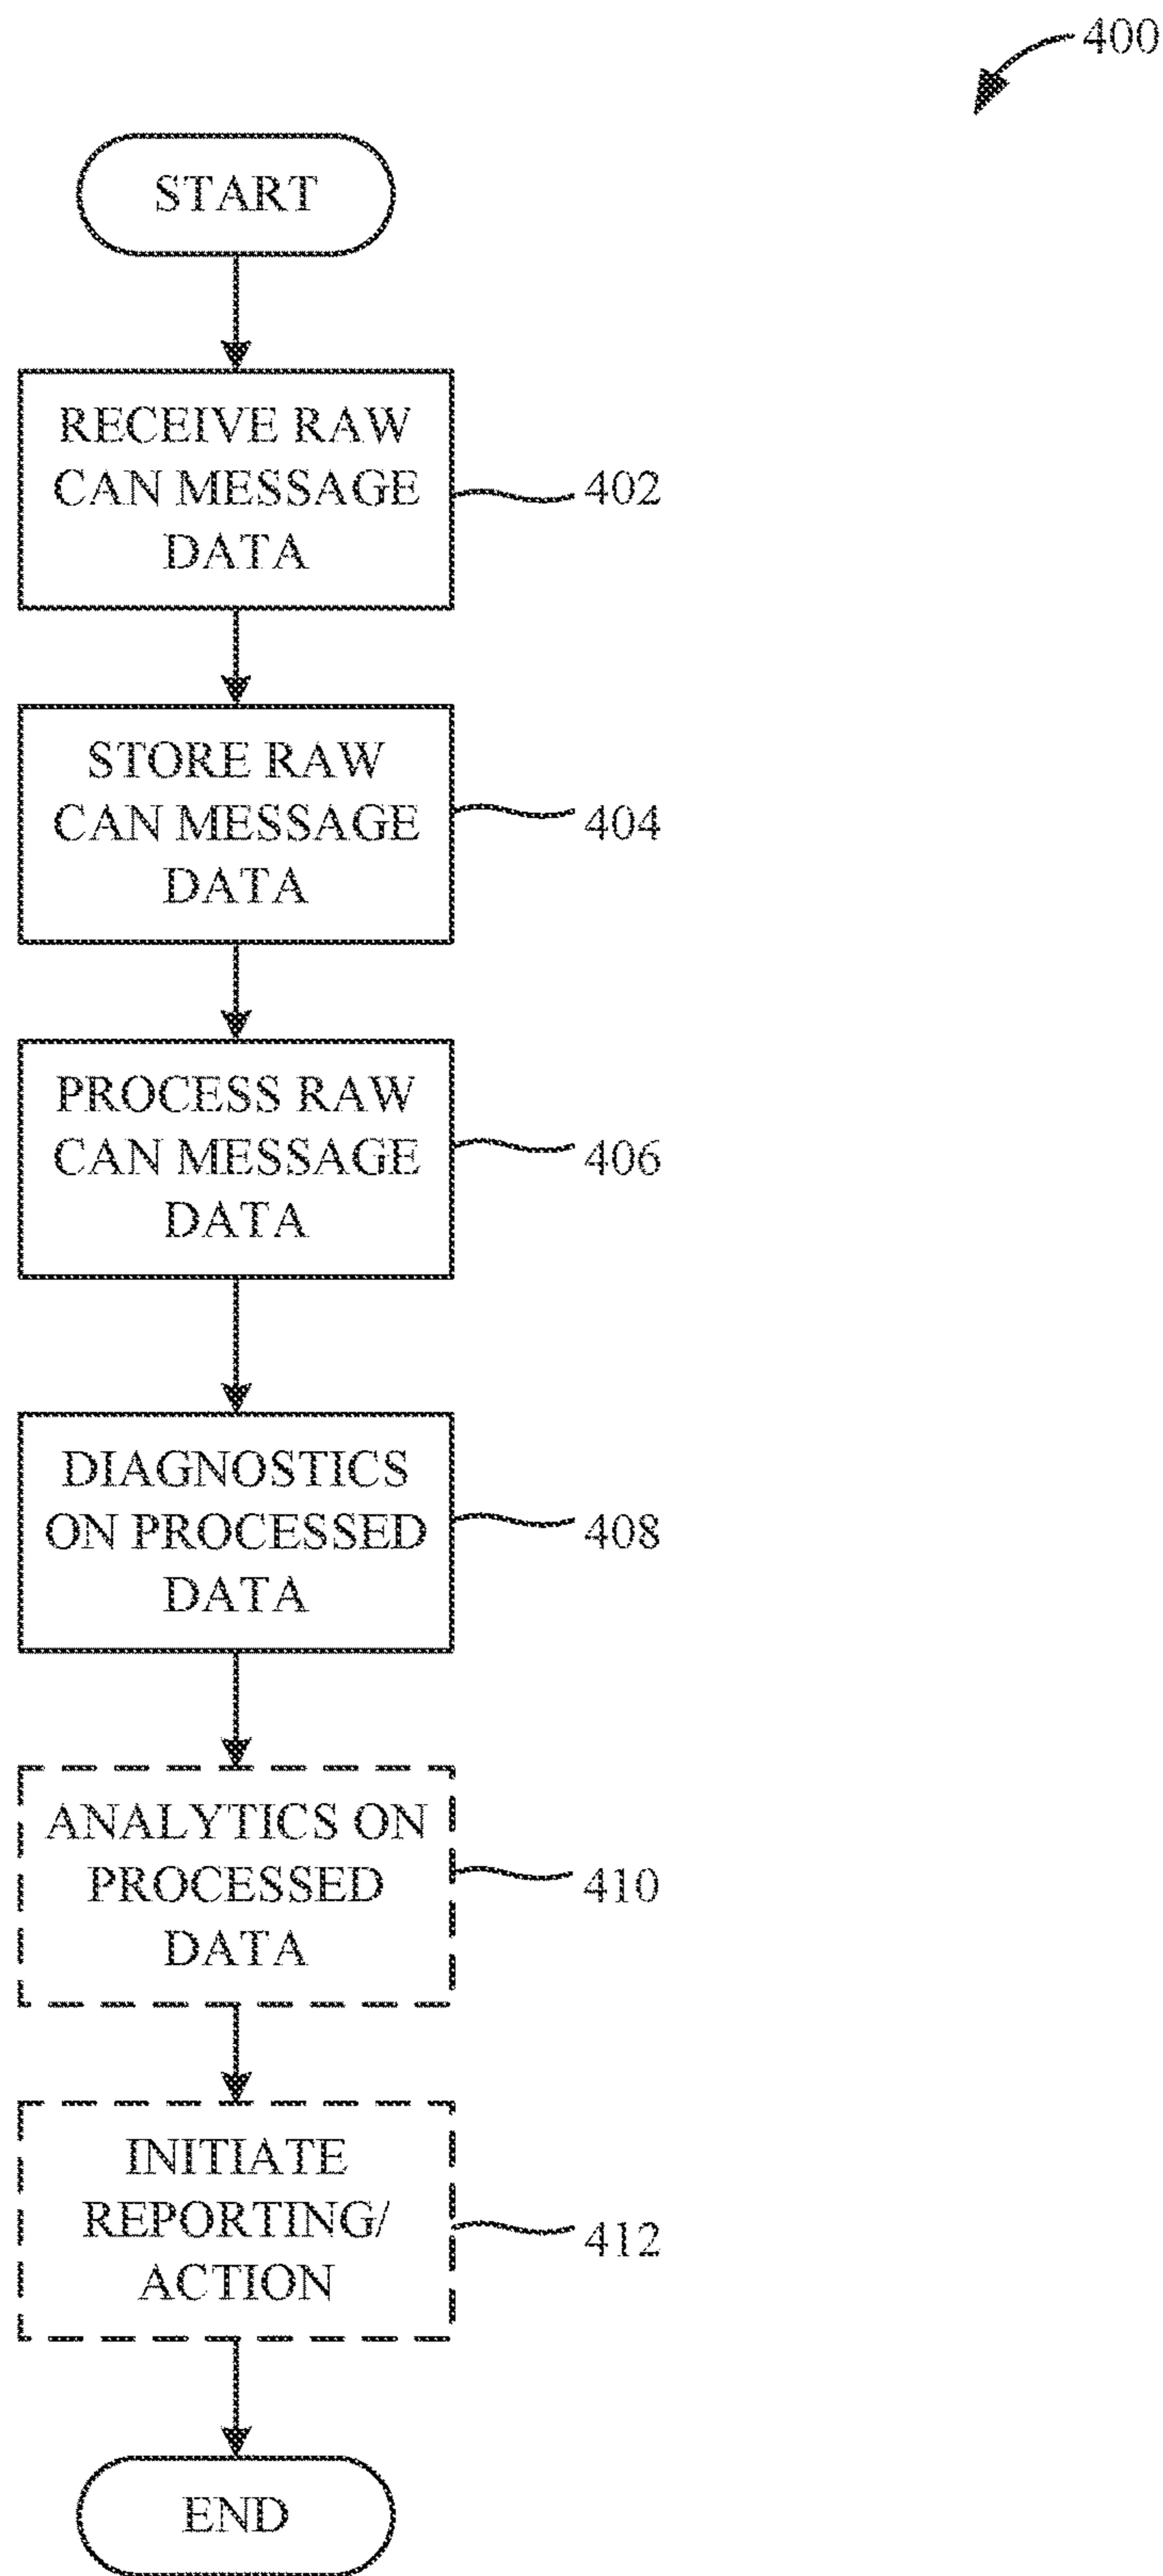 400
START
RECEIVE RAW
CAN MESSAGE
DATA
402
STORE RAW
CAN MESSAGE
DATA
404
PROCESS RAW
CAN MESSAGE
DATA
406
DIAGNOSTICS
ON PROCESSED
DATA
408
ANALYTICS ON
PROCESSED
DATA
410
INITIATE
REPORTING/
ACTION
412
END